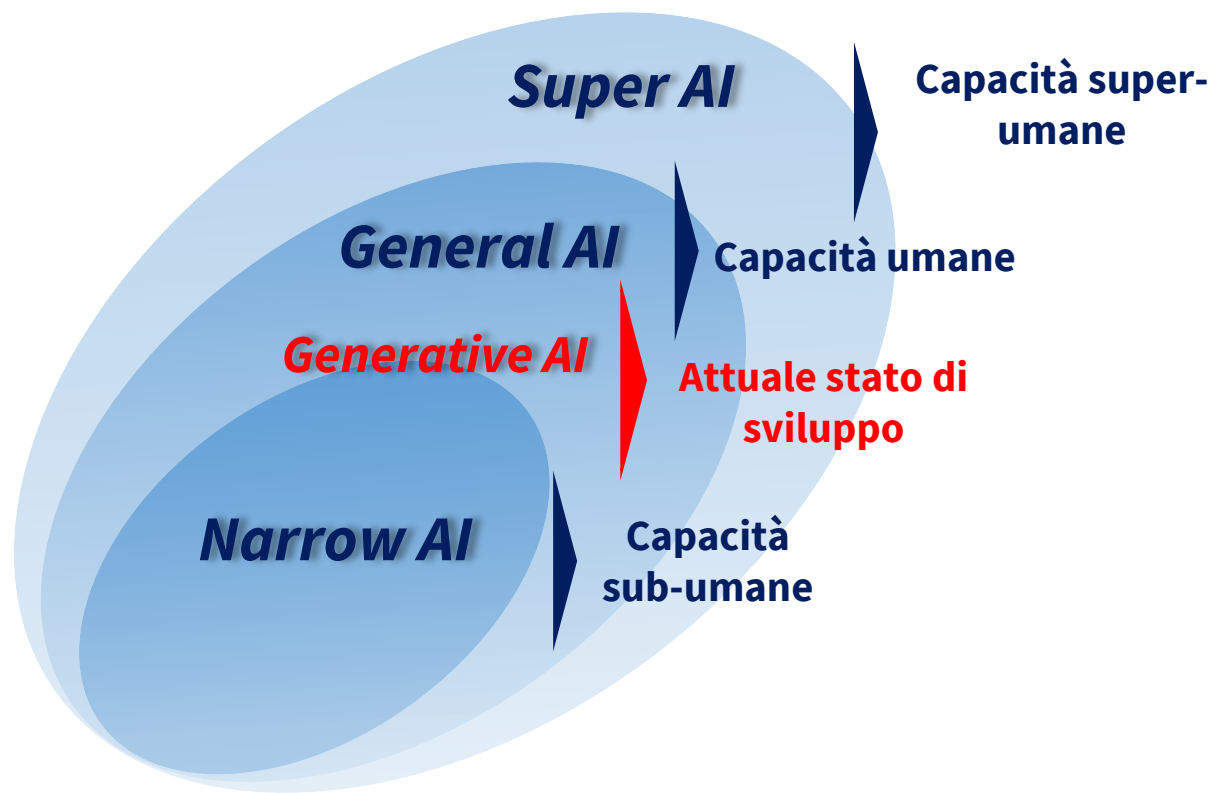 Super AI
Capacità super-
umane
General AI
Capacità umane
Generative AI
Attuale stato di
sviluppo
Narrow AI
Capacità
sub-umane